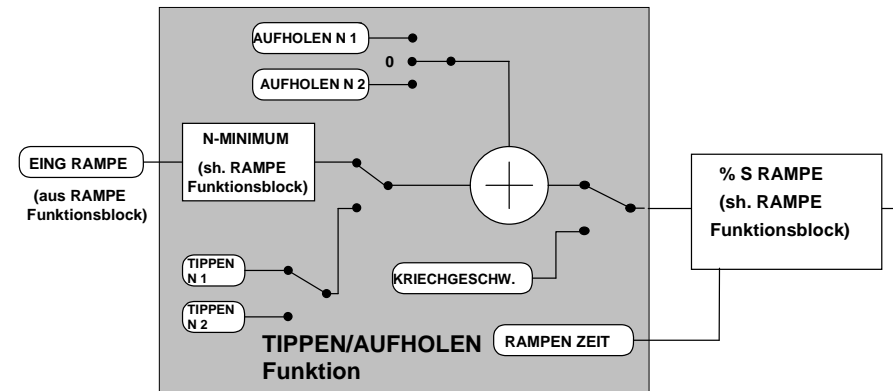 AUFHOLEN N 1
0
AUFHOLEN N 2
N-MINIMUM
(sh. RAMPE
Funktionsblock)
EING RAMPE
(aus RAMPE
Funktionsblock)
% S RAMPE
(sh. RAMPE
Funktionsblock)
TIPPEN
N 1
TIPPEN
N 2
KRIECHGESCHW.
TIPPEN/AUFHOLEN
Funktion
RAMPEN ZEIT